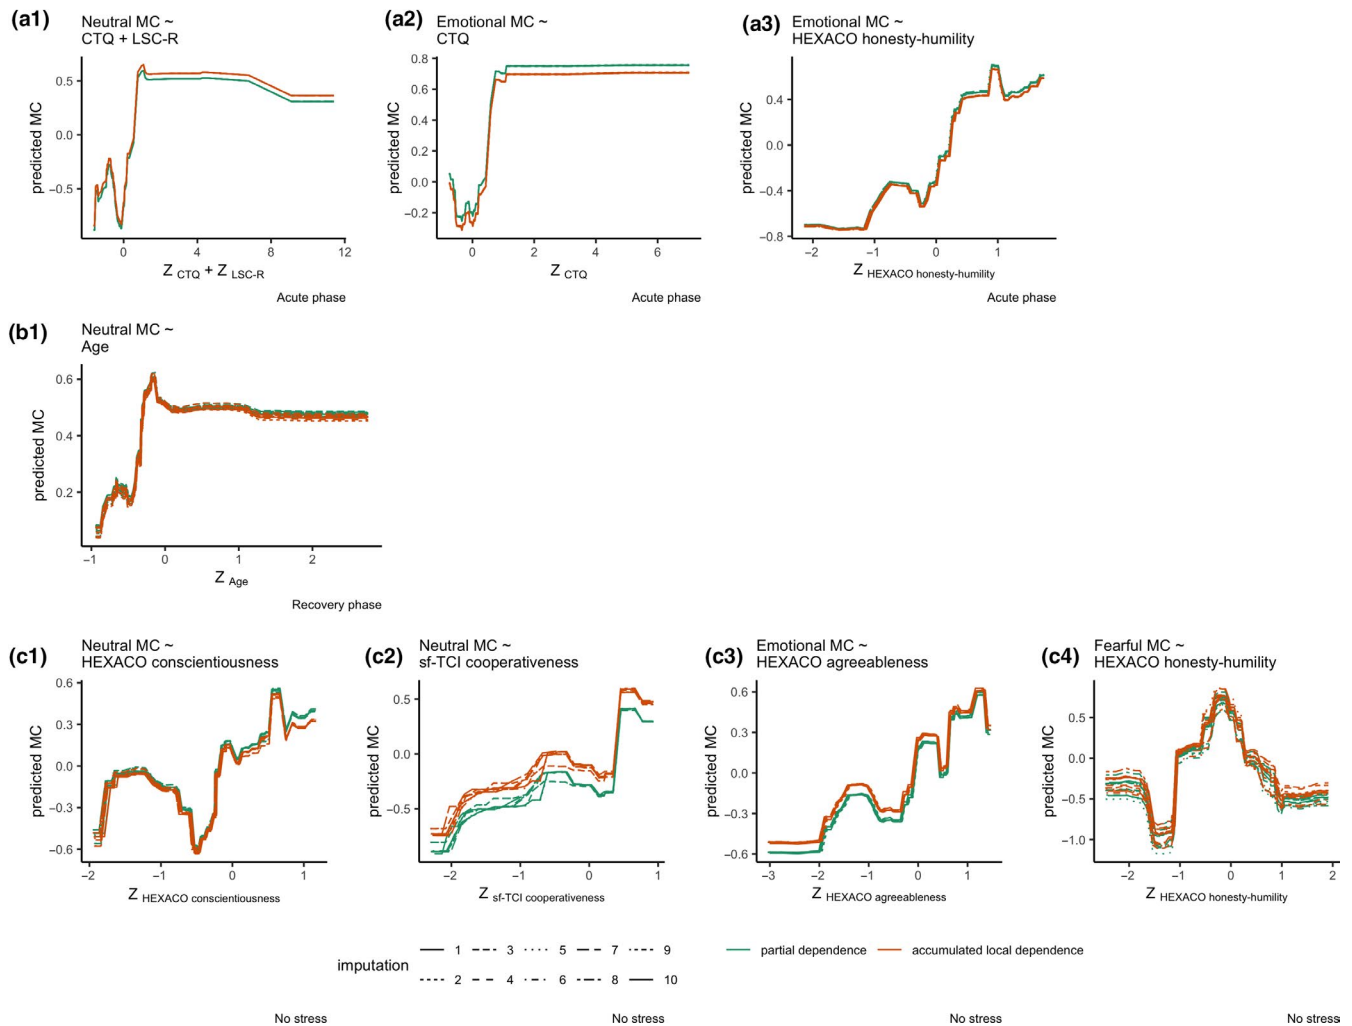 (a1)
Neutral MC ~
CTQ + LSC-R
predicted MC
0.5
0.0
−0.5
0
4
8
12
Z CTQ + Z LSC-R
Acute phase
(a2)
Emotional MC ~
CTQ
predicted MC
0.8
0.6
0.4
0.2
0.0
−0.2
0
2
4
6
Z CTQ
Acute phase
(a3)
Emotional MC ~
HEXACO honesty-humility
predicted MC
0.4
0.0
−0.4
−0.8
−2
−1
0
1
Z HEXACO honesty-humility
Acute phase
(b1)
Neutral MC ~
Age
predicted MC
0.6
0.4
0.2
−1
0
1
2
Z Age
Recovery phase
(c1)
Neutral MC ~
HEXACO conscientiousness
predicted MC
0.6
0.3
0.0
−0.3
−0.6
−2
−1
0
1
Z HEXACO conscientiousness
(c2)
Neutral MC ~
sf-TCI cooperativeness
predicted MC
0.5
0.0
−0.5
−2
−1
0
1
Z sf-TCI cooperativeness
(c3)
Emotional MC ~
HEXACO agreeableness
predicted MC
0.6
0.3
0.0
−0.3
−0.6
−3
−2
−1
0
1
Z HEXACO agreeableness
(c4)
Fearful MC ~
HEXACO honesty-humility
predicted MC
0.5
0.0
−0.5
−1.0
−2
−1
0
1
2
Z HEXACO honesty-humility
imputation
1 3 5 7 9
2 4 6 8 10
partial dependence accumulated local dependence
No stress
No stress
No stress
No stress